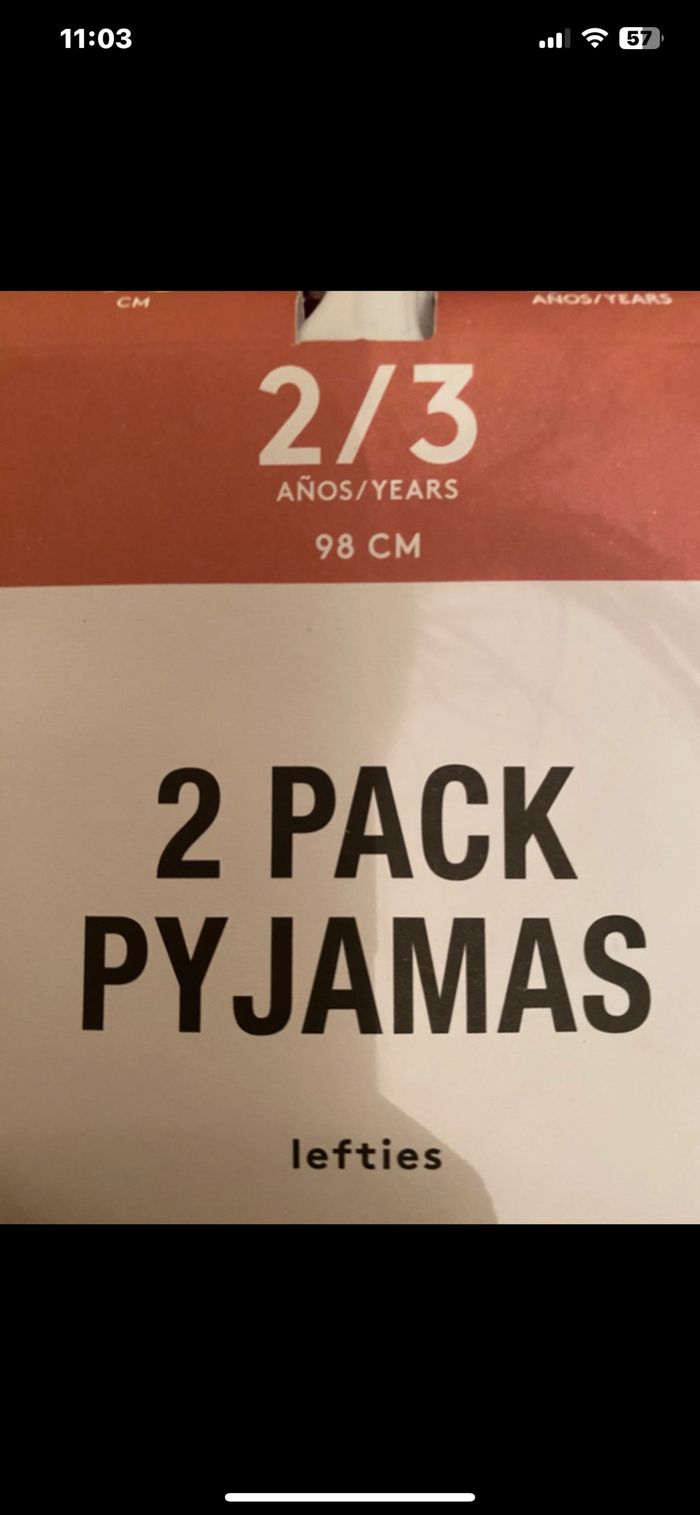 11:03
57
CM
AÑOS/YEARS
2/3
AÑOS/YEARS
98 CM
2 PACK
PYJAMAS
lefties